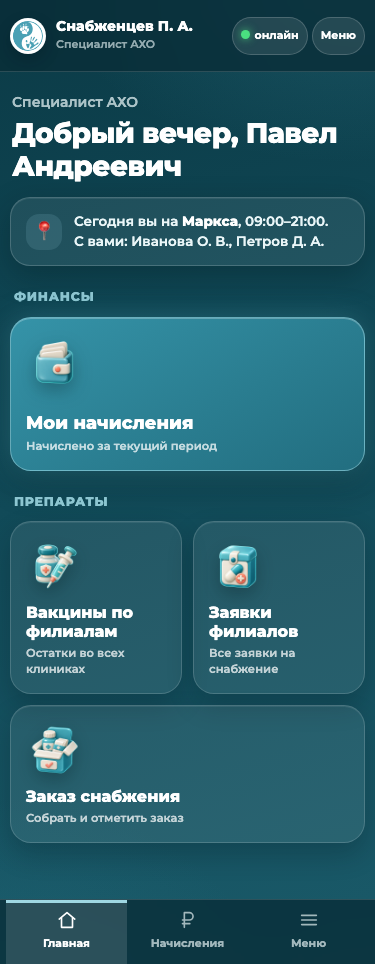 Снабженцев П. А.
Специалист АХО
онлайн
Меню
Специалист АХО
Добрый вечер, Павел
Андреевич
Сегодня вы на Маркса, 09:00–21:00.
С вами: Иванова О. В., Петров Д. А.
ФИНАНСЫ
Мои начисления
Начислено за текущий период
ПРЕПАРАТЫ
Вакцины по
филиалам
Остатки во всех
клиниках
Заявки
филиалов
Все заявки на
снабжение
Заказ снабжения
Собрать и отметить заказ
Главная
Начисления
Меню